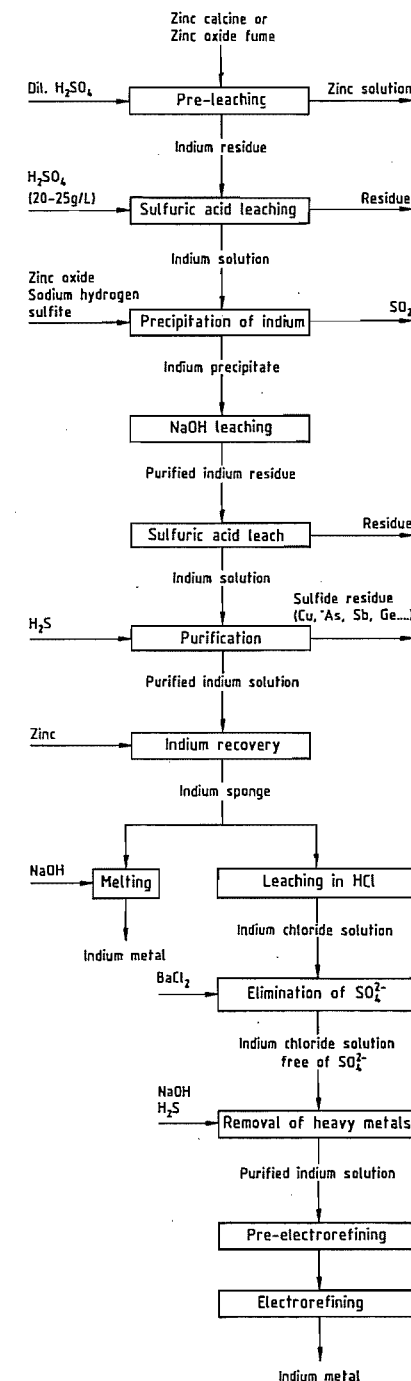 Zinc calcine or
Zinc oxide fume
Dil. H₂SO₄
Pre-leaching
Zinc solution
Indium residue
H₂SO₄
(20-25g/L)
Sulfuric acid leaching
Residue
Indium solution
Zinc oxide
Sodium hydrogen
sulfite
Precipitation of indium
SO₂
Indium precipitate
NaOH leaching
Purified indium residue
Sulfuric acid leach
Residue
Indium solution
Sulfide residue
(Cu, As, Sb, Ge....)
H₂S
Purification
Purified indium solution
Zinc
Indium recovery
Indium sponge
NaOH
Melting
Leaching in HCl
Indium metal
Indium chloride solution
BaCl₂
Elimination of SO₄²⁻
Indium chloride solution
free of SO₄²⁻
NaOH
H₂S
Removal of heavy metals
Purified indium solution
Pre-electrorefining
Electrorefining
Indium metal